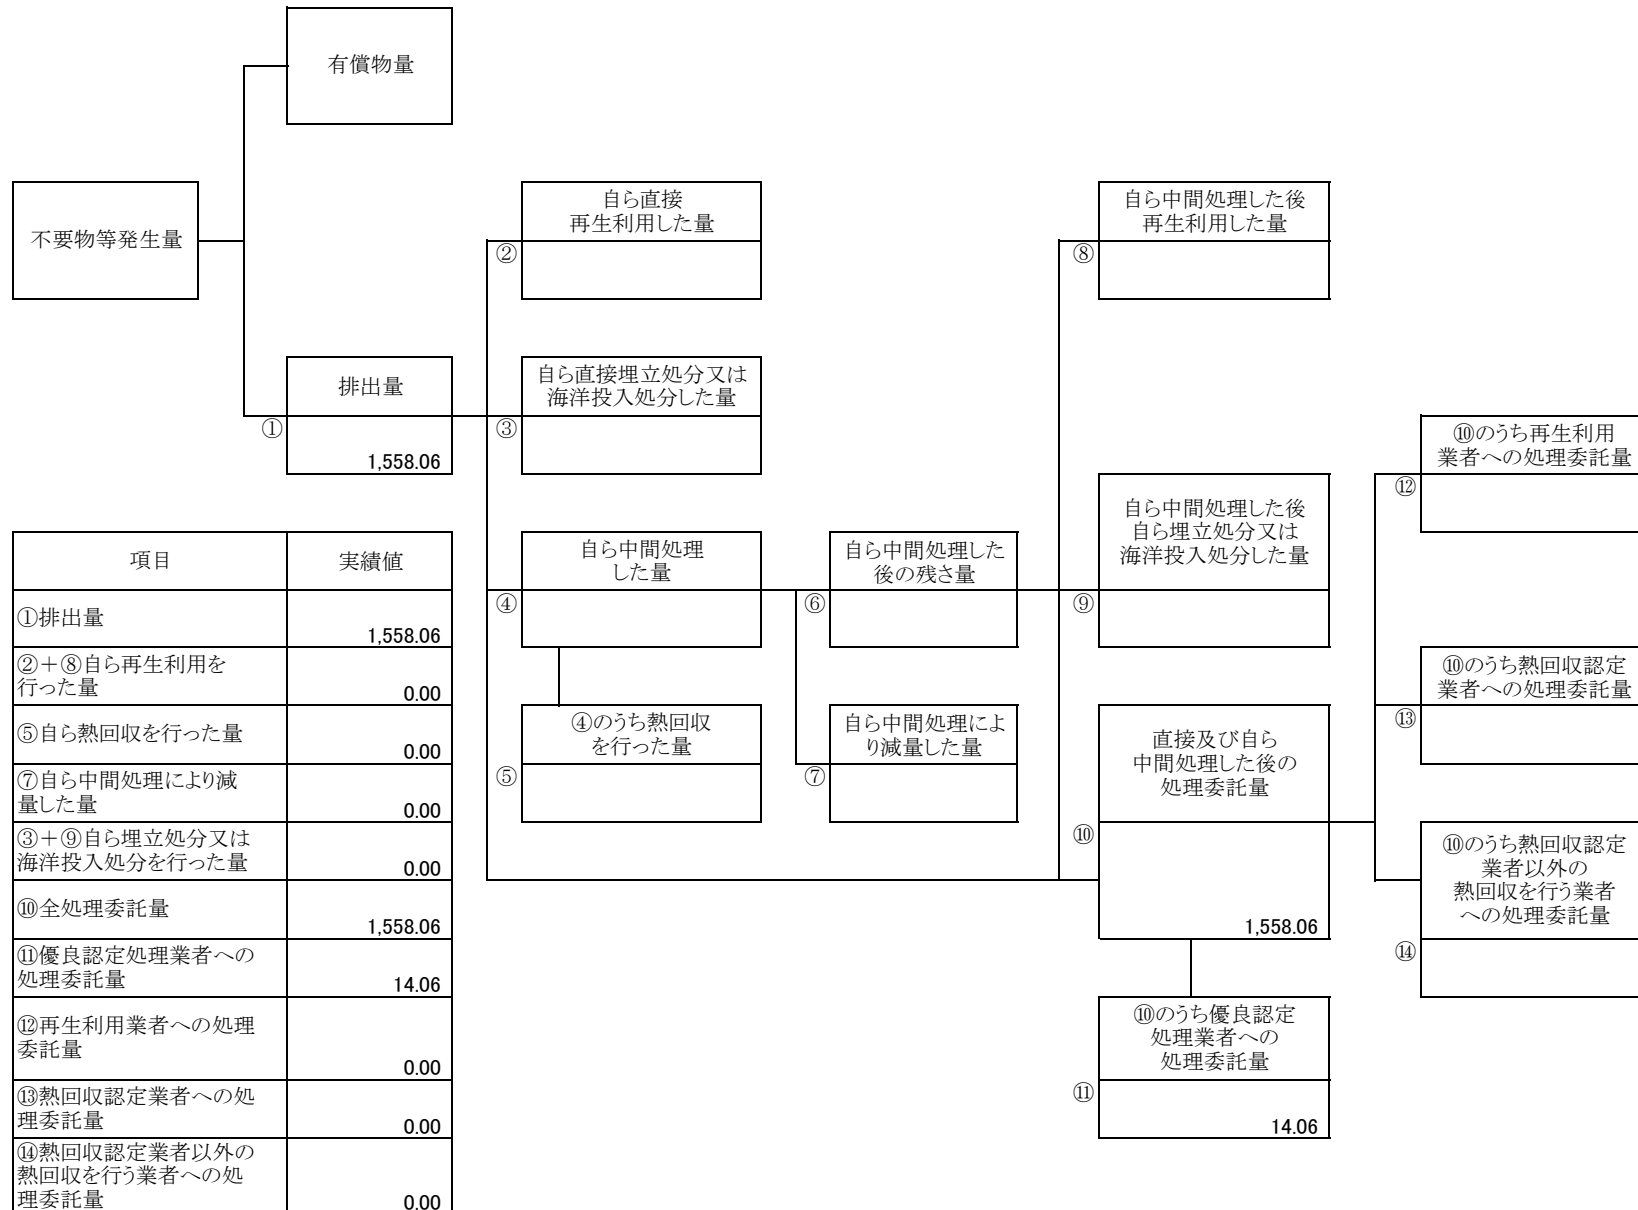 有償物量
不要物等発生量
自ら直接
再生利用した量
②
自ら中間処理した後
再生利用した量
⑧
排出量
①
1,558.06
自ら直接埋立処分又は
海洋投入処分した量
③
⑩のうち再生利用
業者への処理委託量
⑫
自ら中間処理した後
自ら埋立処分又は
海洋投入処分した量
⑨
自ら中間処理
した量
④
自ら中間処理した
後の残さ量
⑥
⑩のうち熱回収認定
業者への処理委託量
⑬
④のうち熱回収
を行った量
⑤
自ら中間処理によ
り減量した量
⑦
直接及び自ら
中間処理した後の
処理委託量
⑩
1,558.06
⑩のうち熱回収認定
業者以外の
熱回収を行う業者
への処理委託量
⑭
⑩のうち優良認定
処理業者への
処理委託量
⑪
14.06
項目 実績値
①排出量
1,558.06
②＋⑧自ら再生利用を
行った量
0.00
⑤自ら熱回収を行った量
0.00
⑦自ら中間処理により減
量した量
0.00
③＋⑨自ら埋立処分又は
海洋投入処分を行った量
0.00
⑩全処理委託量
1,558.06
⑪優良認定処理業者への
処理委託量
14.06
⑫再生利用業者への処理
委託量
0.00
⑬熱回収認定業者への処
理委託量
0.00
⑭熱回収認定業者以外の
熱回収を行う業者への処
理委託量
0.00